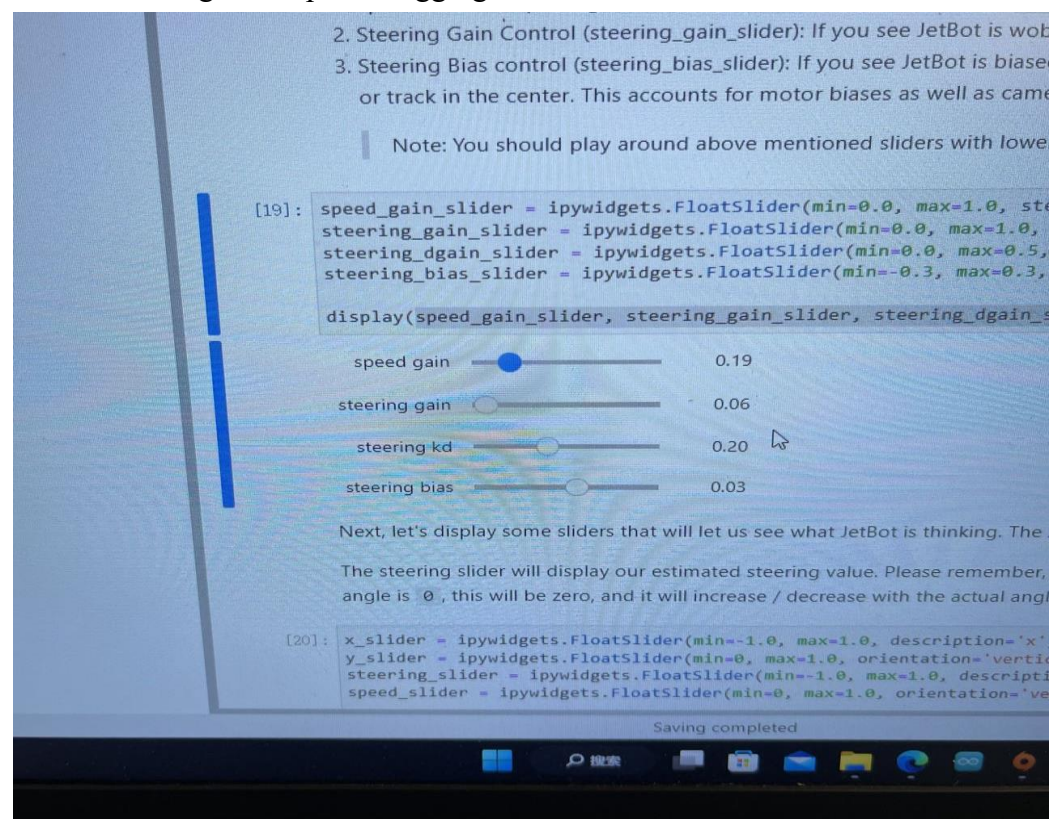 2. Steering Gain Control (steering_gain_slider): If you see JetBot is wob
3. Steering Bias control (steering_bias_slider): If you see JetBot is biase
or track in the center. This accounts for motor biases as well as came
Note: You should play around above mentioned sliders with lowe
[19]: speed_gain_slider = ipywidgets.FloatSlider(min=0.0, max=1.0, ste
steering_gain_slider = ipywidgets.FloatSlider(min=0.0, max=1.0,
steering_dgain_slider = ipywidgets.FloatSlider(min=0.0, max=0.5,
steering_bias_slider = ipywidgets.FloatSlider(min=-0.3, max=0.3,
display(speed_gain_slider, steering_gain_slider, steering_dgain_s
speed gain 0.19
steering gain 0.06
steering kd 0.20
steering bias 0.03
Next, let's display some sliders that will let us see what JetBot is thinking. The
The steering slider will display our estimated steering value. Please remember,
angle is 0 , this will be zero, and it will increase / decrease with the actual angl
[20]: x_slider = ipywidgets.FloatSlider(min=-1.0, max=1.0, description='x'
y_slider = ipywidgets.FloatSlider(min=0, max=1.0, orientation='vertic
steering_slider = ipywidgets.FloatSlider(min=-1.0, max=1.0, descripti
speed_slider = ipywidgets.FloatSlider(min=0, max=1.0, orientation='ve
Saving completed
搜索